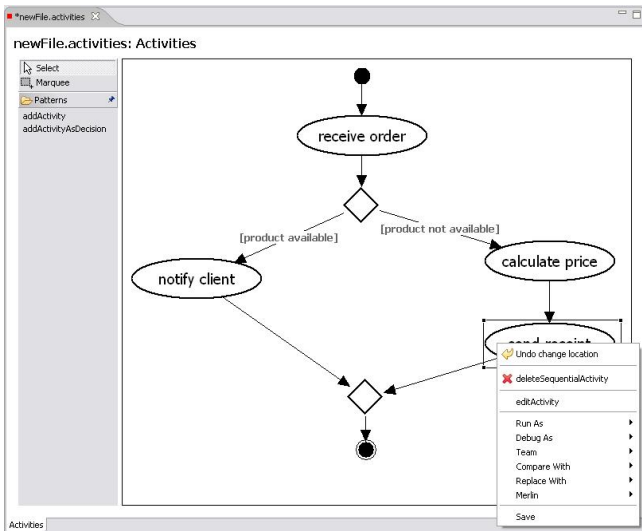 *newFile.activities
newFile.activities: Activities
Select
Marquee
Patterns
addActivity
addActivityAsDecision
receive order
[product available]
[product not available]
notify client
calculate price
send receipt
Undo change location
deleteSequentialActivity
editActivity
Run As
Debug As
Team
Compare With
Replace With
Merlin
Save
Activities